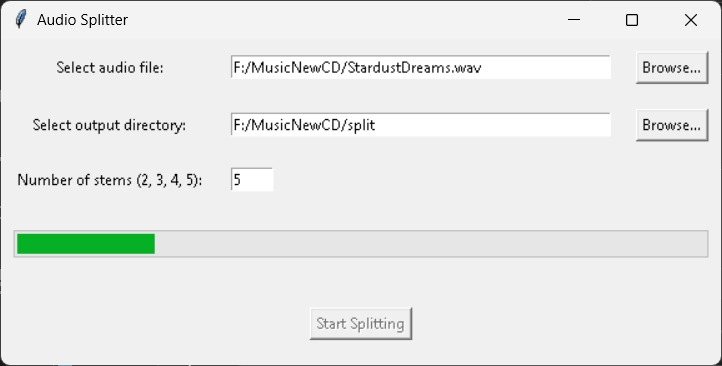 Audio Splitter
Select audio file: F:/MusicNewCD/StardustDreams.wav Browse...
Select output directory: F:/MusicNewCD/split Browse...
Number of stems (2, 3, 4, 5): 5
Start Splitting